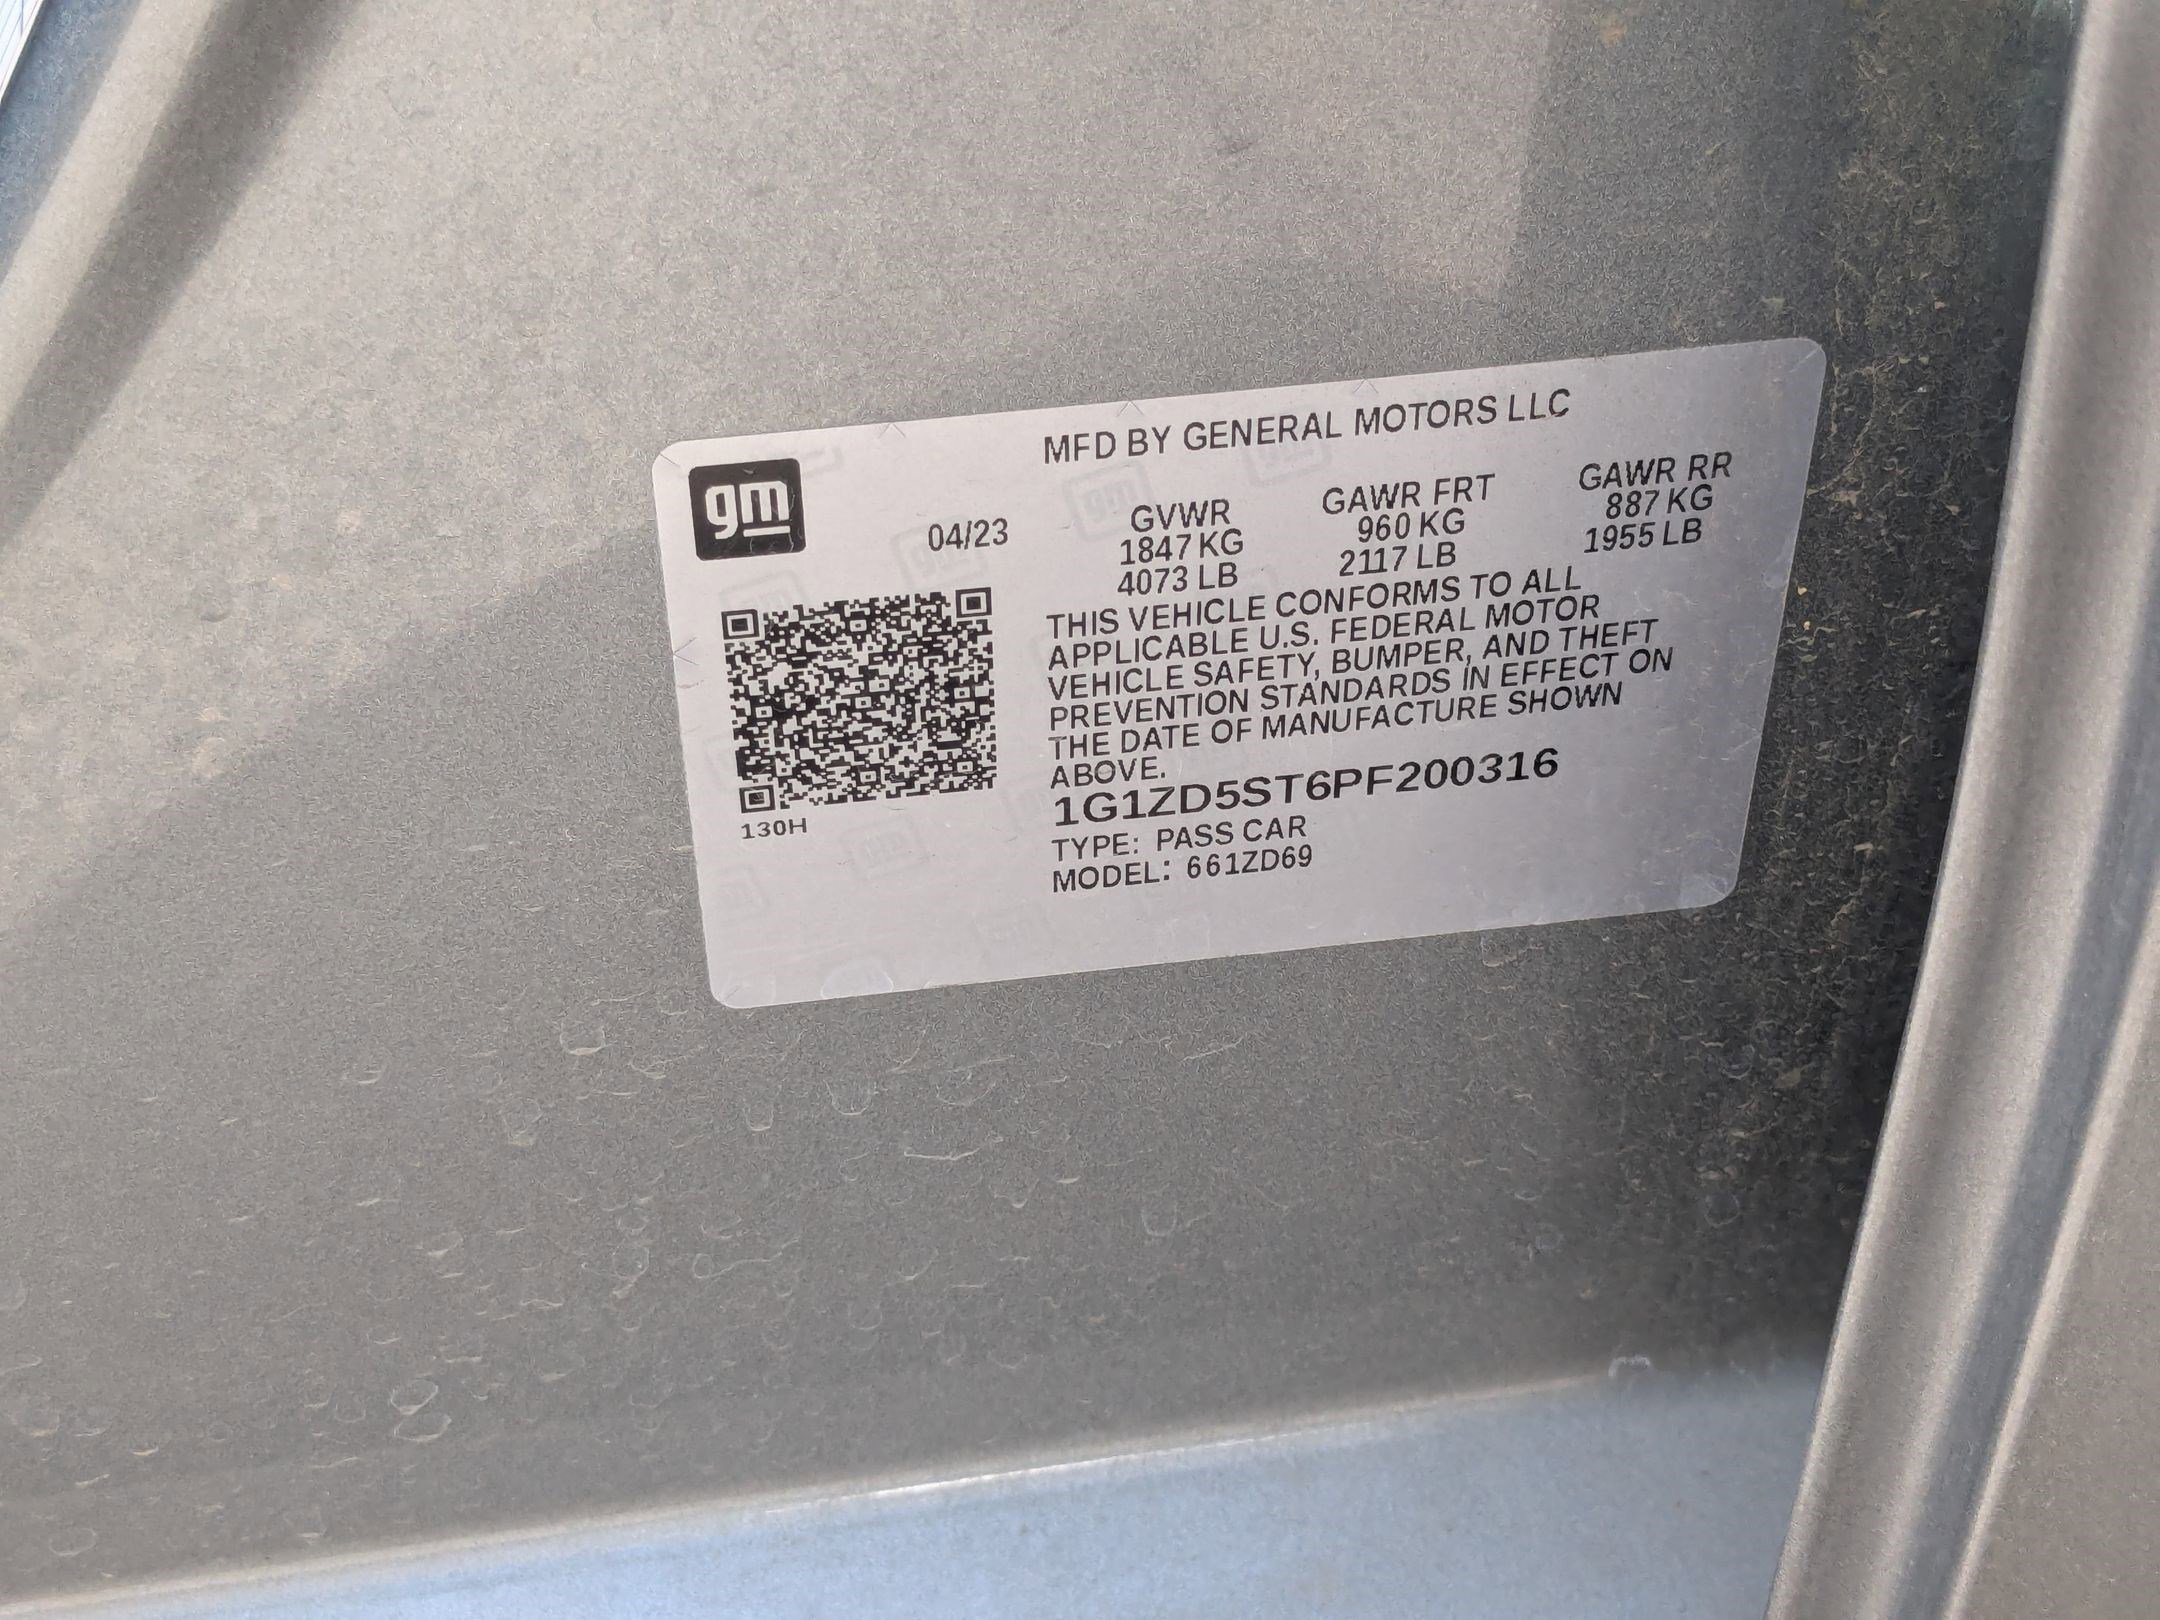 MFD BY GENERAL MOTORS LLC
gm
04/23
GVWR
1847 KG
4073 LB
GAWR FRT
960 KG
2117 LB
GAWR RR
887 KG
1955 LB
THIS VEHICLE CONFORMS TO ALL
APPLICABLE U.S. FEDERAL MOTOR
VEHICLE SAFETY, BUMPER, AND THEFT
PREVENTION STANDARDS IN EFFECT ON
THE DATE OF MANUFACTURE SHOWN
ABOVE.
1G1ZD5ST6PF200316
TYPE: PASS CAR
MODEL: 661ZD69
130H